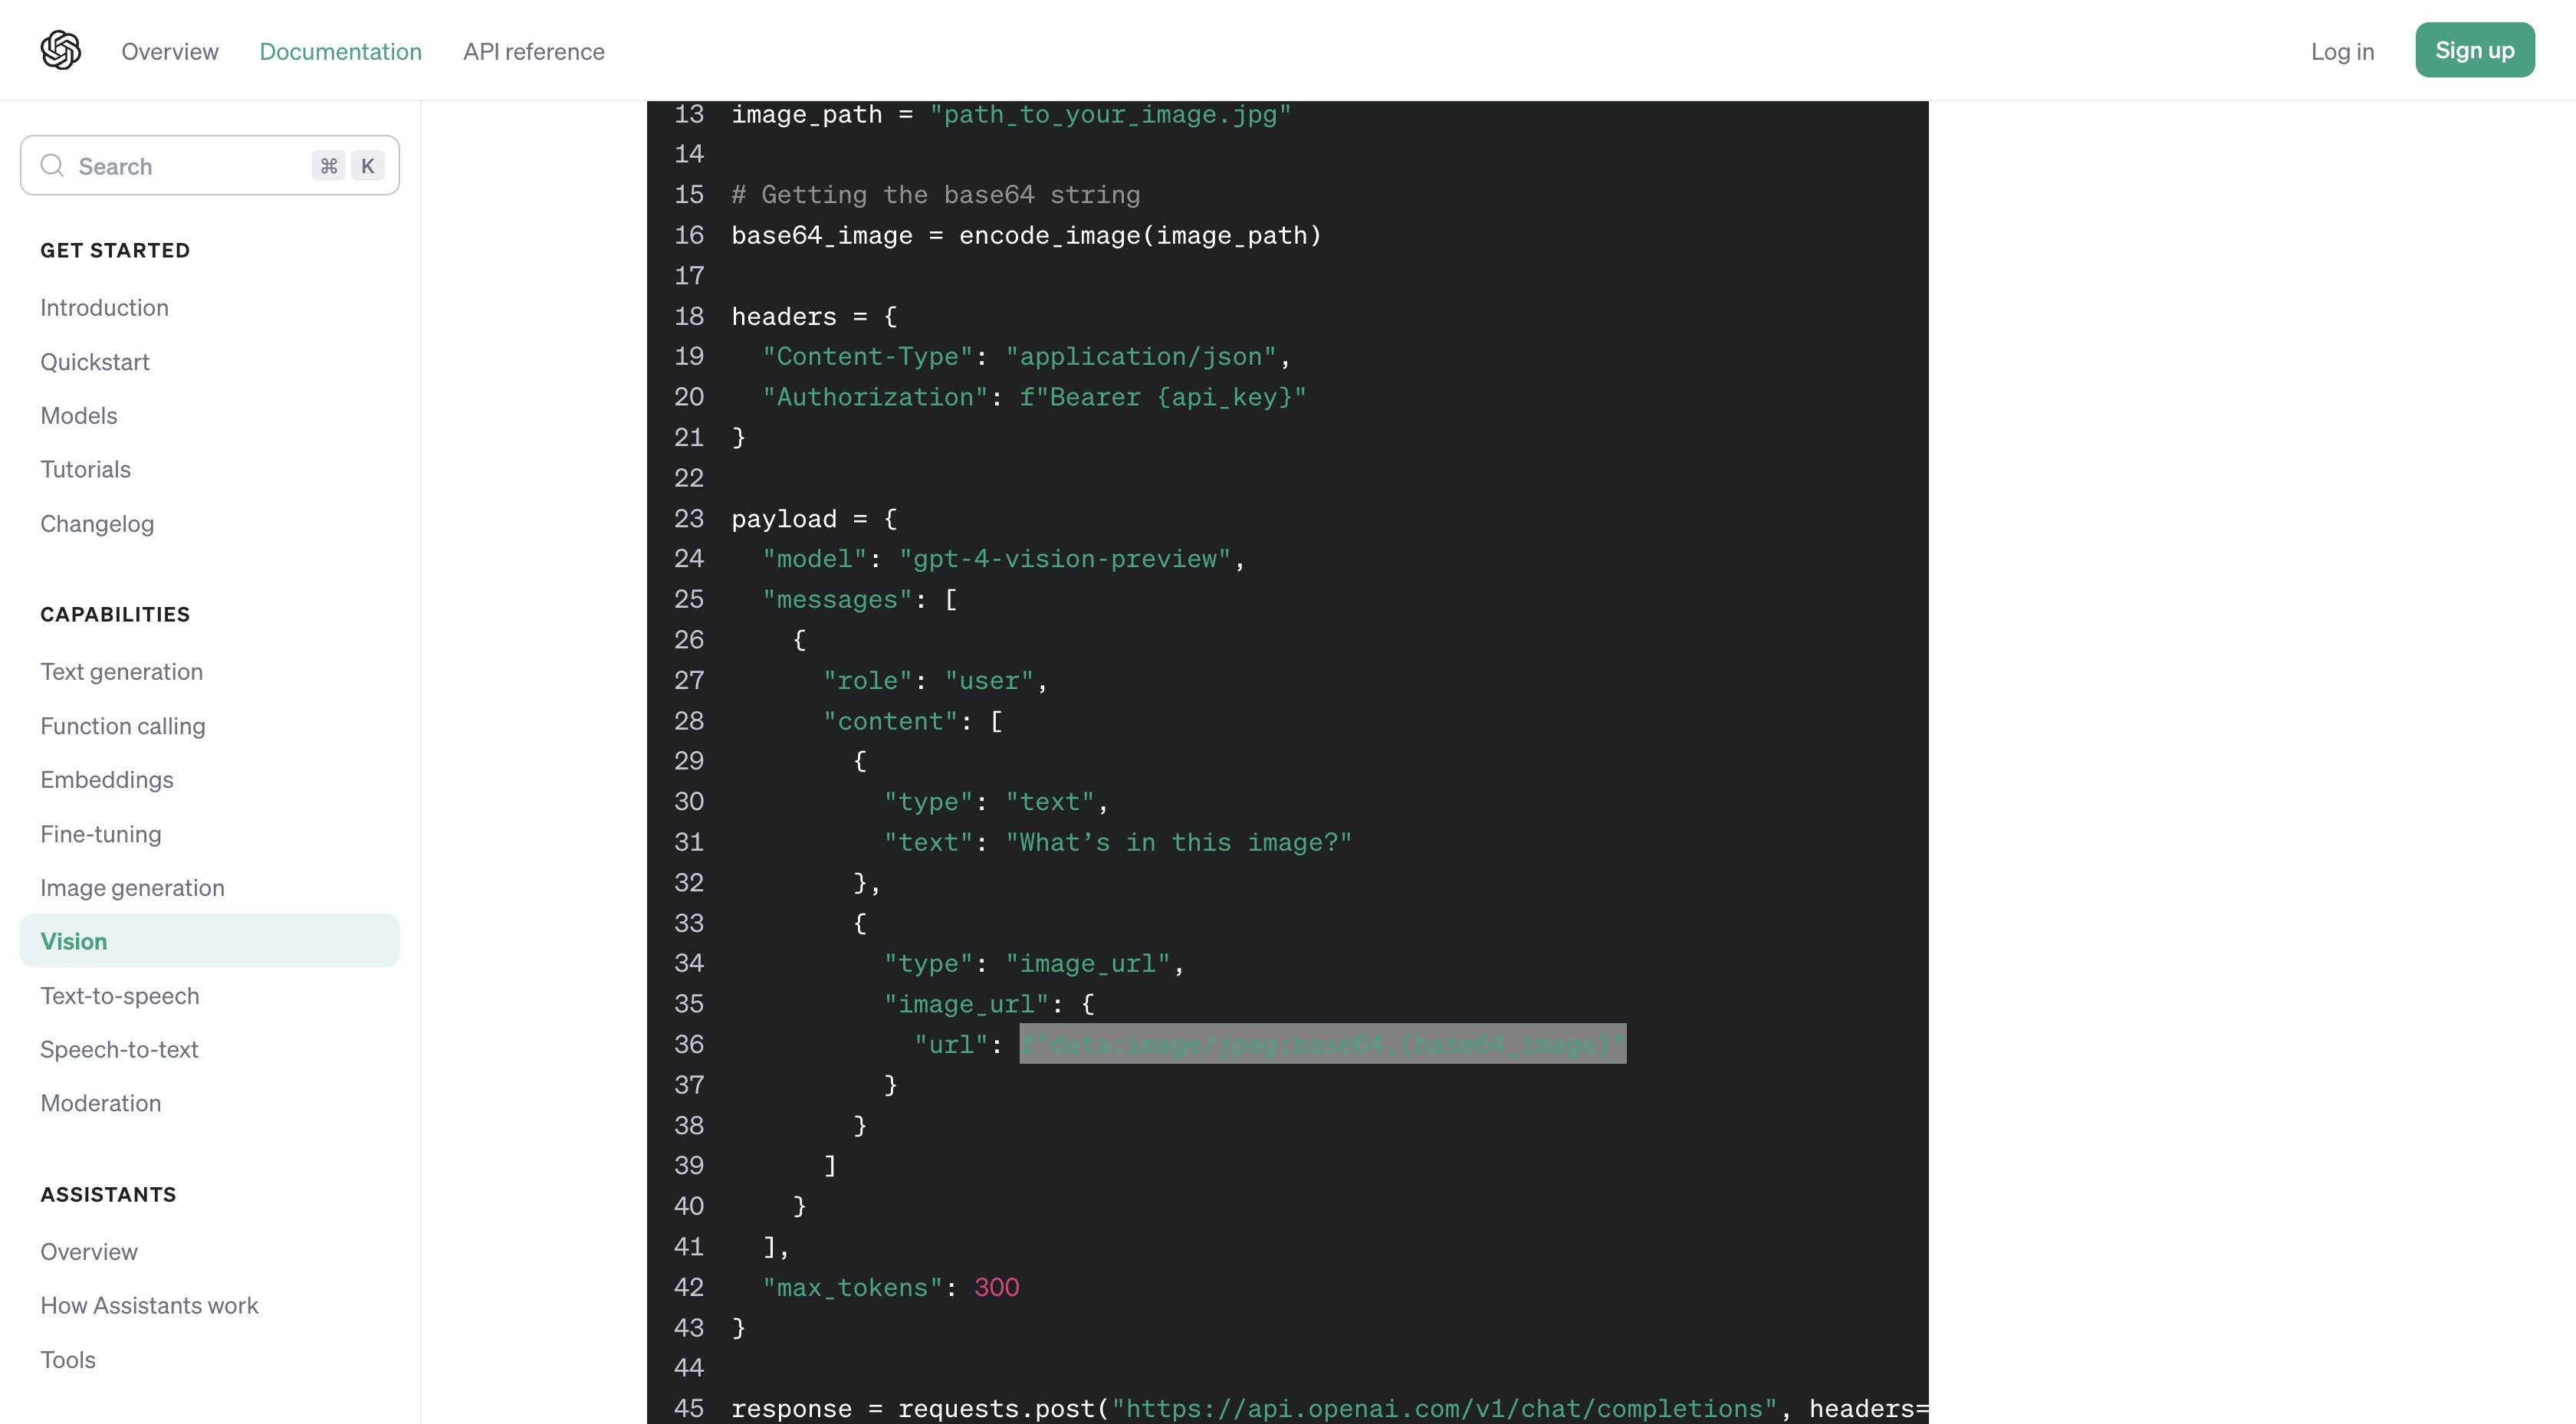 Overview Documentation API reference Log in Sign up
Search ⌘ K
GET STARTED
Introduction
Quickstart
Models
Tutorials
Changelog
CAPABILITIES
Text generation
Function calling
Embeddings
Fine-tuning
Image generation
Vision
Text-to-speech
Speech-to-text
Moderation
ASSISTANTS
Overview
How Assistants work
Tools
13 image_path = "path_to_your_image.jpg"
14
15 # Getting the base64 string
16 base64_image = encode_image(image_path)
17
18 headers = {
19   "Content-Type": "application/json",
20   "Authorization": f"Bearer {api_key}"
21 }
22
23 payload = {
24   "model": "gpt-4-vision-preview",
25   "messages": [
26     {
27       "role": "user",
28       "content": [
29         {
30           "type": "text",
31           "text": "What’s in this image?"
32         },
33         {
34           "type": "image_url",
35           "image_url": {
36             "url": f"data:image/jpeg;base64,{base64_image}"
37           }
38         }
39       ]
40     }
41   ],
42   "max_tokens": 300
43 }
44
45 response = requests.post("https://api.openai.com/v1/chat/completions", headers=